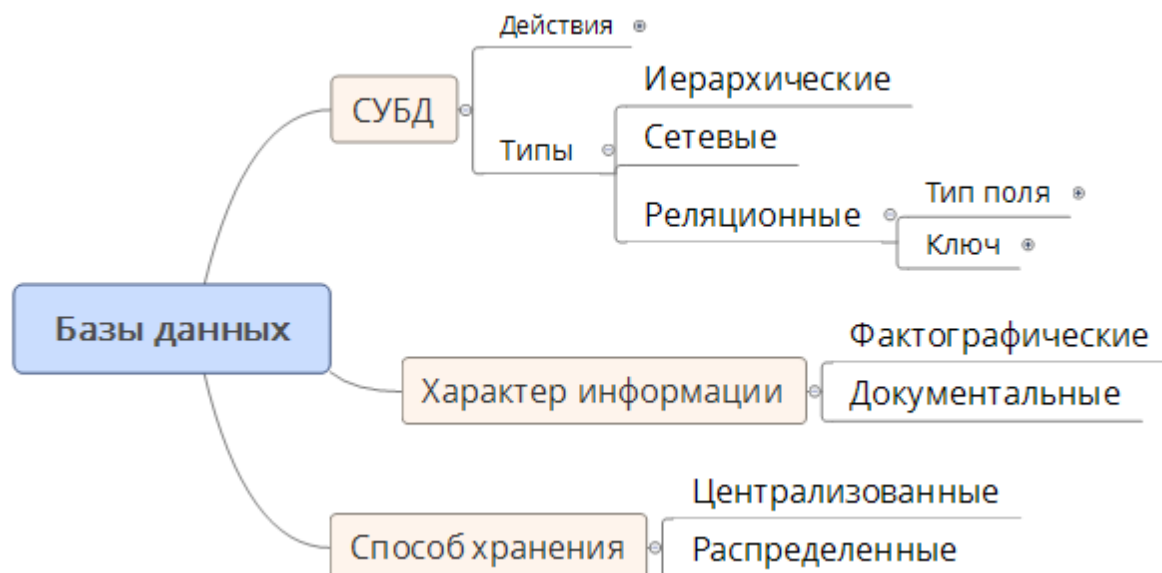 Действия
СУБД
Типы
Иерархические
Сетевые
Реляционные
Тип поля
Ключ
Базы данных
Характер информации
Фактографические
Документальные
Способ хранения
Централизованные
Распределенные